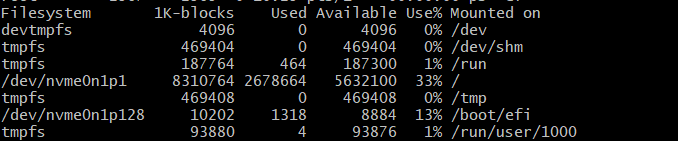 Filesystem 1K-blocks Used Available Use% Mounted on
devtmpfs 4096 0 4096 0% /dev
tmpfs 469404 0 469404 0% /dev/shm
tmpfs 187764 464 187300 1% /run
/dev/nvme0n1p1 8310764 2678664 5632100 33% /
tmpfs 469408 0 469408 0% /tmp
/dev/nvme0n1p128 10202 1318 8884 13% /boot/efi
tmpfs 93880 4 93876 1% /run/user/1000